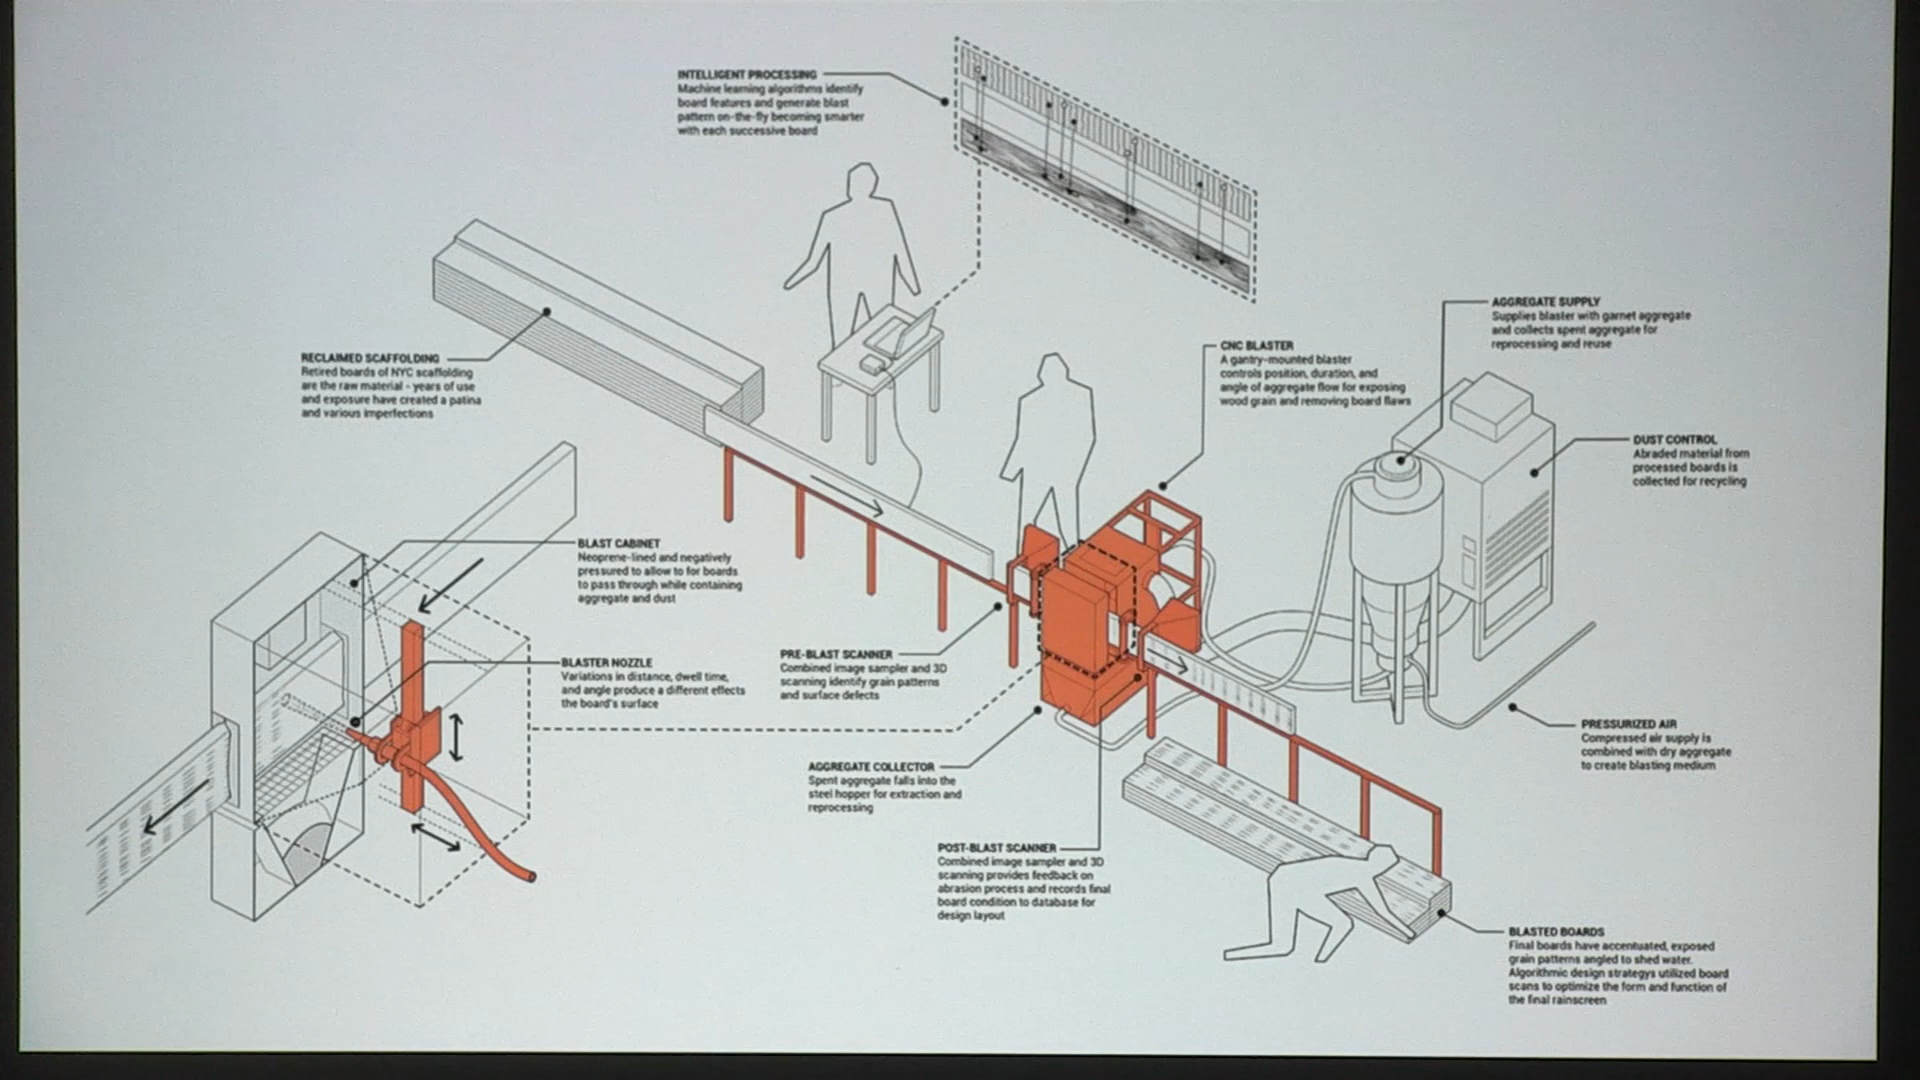 INTELLIGENT PROCESSING
Machine learning algorithms identify
board features and generate blast
pattern on-the-fly becoming smarter
with each successive board
RECLAIMED SCAFFOLDING
Retired boards of NYC scaffolding
are the raw material - years of use
and exposure have created a patina
and various imperfections
CNC BLASTER
A gantry-mounted blaster
controls position, duration, and
angle of aggregate flow for exposing
wood grain and removing board flaws
AGGREGATE SUPPLY
Supplies blaster with garnet aggregate
and collects spent aggregate for
reprocessing and reuse
DUST CONTROL
Abraded material from
processed boards is
collected for recycling
BLAST CABINET
Neoprene-lined and negatively
pressured to allow to for boards
to pass through while containing
aggregate and dust
BLASTER NOZZLE
Variations in distance, dwell time,
and angle produce a different effects
the board's surface
PRE-BLAST SCANNER
Combined image sampler and 3D
scanning identify grain patterns
and surface defects
AGGREGATE COLLECTOR
Spent aggregate falls into the
steel hopper for extraction and
reprocessing
PRESSURIZED AIR
Compressed air supply is
combined with dry aggregate
to create blasting medium
POST-BLAST SCANNER
Combined image sampler and 3D
scanning provides feedback on
abrasion process and records final
board condition to database for
design layout
BLASTED BOARDS
Final boards have accentuated, exposed
grain patterns angled to shed water.
Algorithmic design strategys utilized board
scans to optimize the form and function of
the final rainscreen